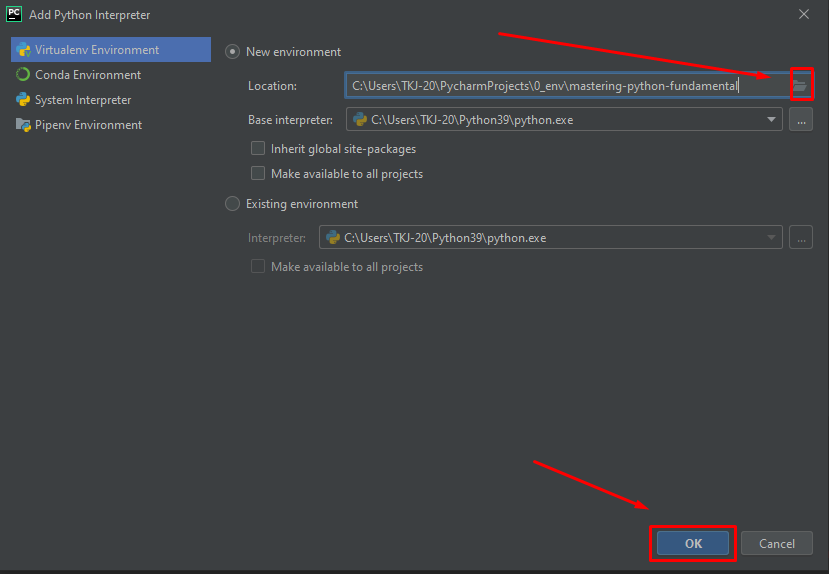 PC Add Python Interpreter
Virtualenv Environment
Conda Environment
System Interpreter
Pipenv Environment
New environment
Location: C:\Users\TKJ-20\PycharmProjects\0_env\mastering-python-fundamental
Base interpreter: C:\Users\TKJ-20\Python39\python.exe ...
Inherit global site-packages
Make available to all projects
Existing environment
Interpreter: C:\Users\TKJ-20\Python39\python.exe ...
Make available to all projects
OK Cancel